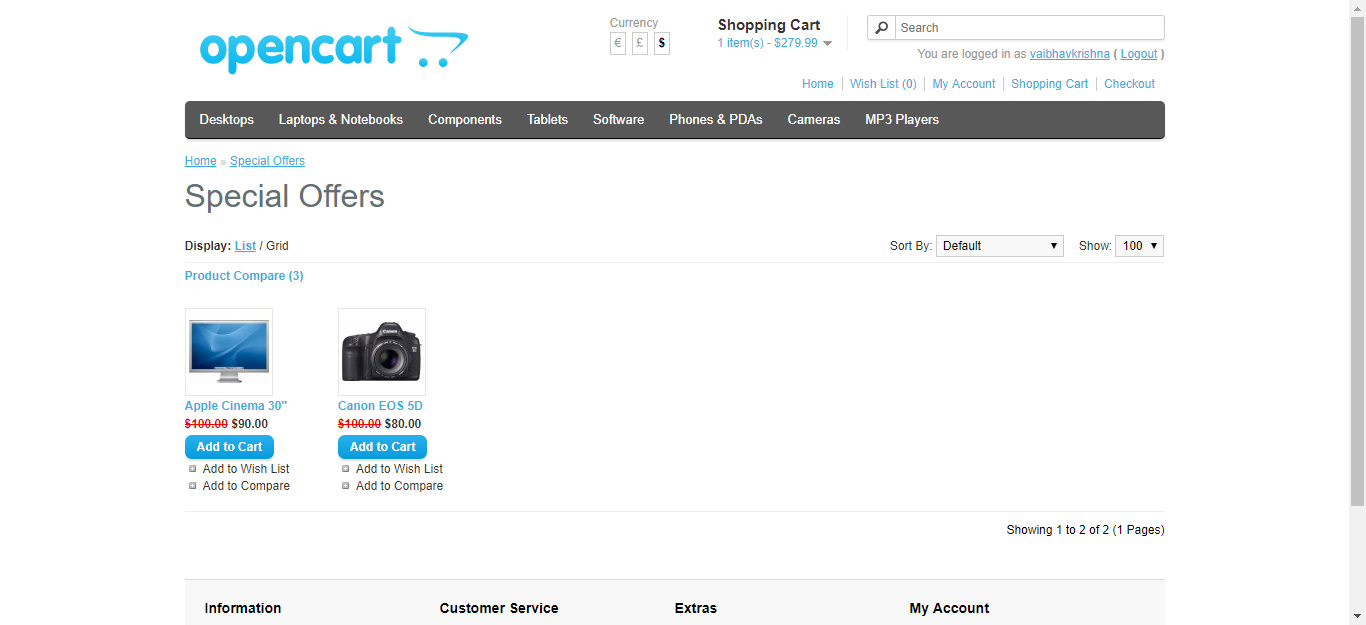 opencart
Currency
€ £ $
Shopping Cart
1 item(s) - $279.99
Search
You are logged in as vaibhavkrishna ( Logout )
Home Wish List (0) My Account Shopping Cart Checkout
Desktops Laptops & Notebooks Components Tablets Software Phones & PDAs Cameras MP3 Players
Home » Special Offers
Special Offers
Display: List / Grid
Sort By: Default
Show: 100
Product Compare (3)
Canon
Apple Cinema 30"
$100.00 $90.00
Add to Cart
Add to Wish List
Add to Compare
Canon EOS 5D
$100.00 $80.00
Add to Cart
Add to Wish List
Add to Compare
Showing 1 to 2 of 2 (1 Pages)
Information Customer Service Extras My Account